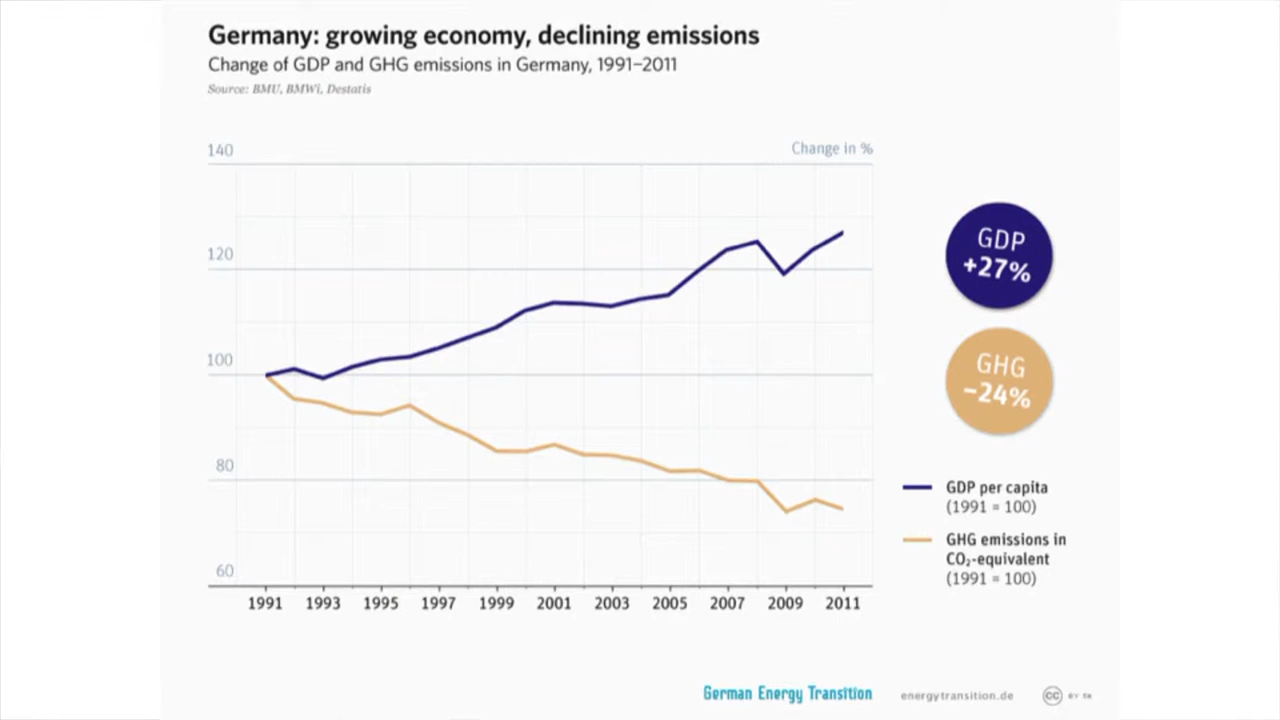 Germany: growing economy, declining emissions
Change of GDP and GHG emissions in Germany, 1991–2011
Source: BMU, BMWi, Destatis
140
Change in %
120
100
80
60
1991 1993 1995 1997 1999 2001 2003 2005 2007 2009 2011
GDP
+27%
GHG
−24%
GDP per capita
(1991 = 100)
GHG emissions in
CO₂-equivalent
(1991 = 100)
German Energy Transition energytransition.de cc BY SA